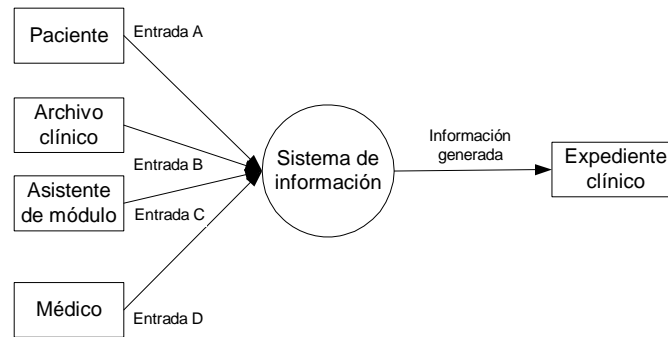 Paciente
Entrada A
Archivo
clínico
Entrada B
Asistente
de módulo
Entrada C
Médico
Entrada D
Sistema de
información
Información
generada
Expediente
clínico